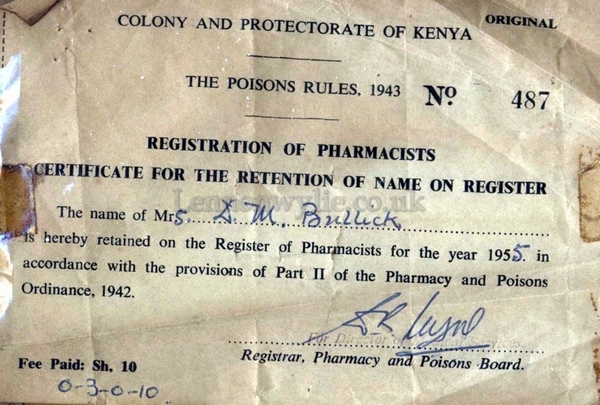 COLONY AND PROTECTORATE OF KENYA
ORIGINAL
THE POISONS RULES, 1943
No 487
REGISTRATION OF PHARMACISTS
CERTIFICATE FOR THE RETENTION OF NAME ON REGISTER
The name of Mrs. D. M. Bullick
is hereby retained on the Register of Pharmacists for the year 1955 in
accordance with the provisions of Part II of the Pharmacy and Poisons
Ordinance, 1942.
For Director
Registrar, Pharmacy and Poisons Board.
Fee Paid: Sh. 10
0-3-0-10